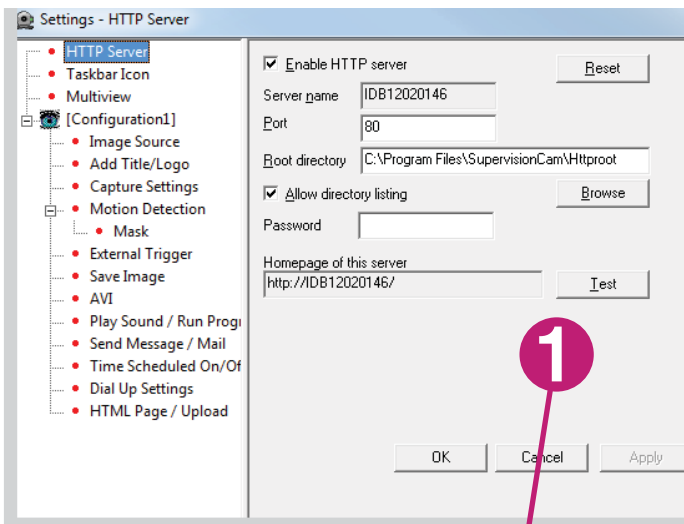 Settings - HTTP Server
HTTP Server
Taskbar Icon
Multiview
[Configuration1]
Image Source
Add Title/Logo
Capture Settings
Motion Detection
Mask
External Trigger
Save Image
AVI
Play Sound / Run Progr
Send Message / Mail
Time Scheduled On/Of
Dial Up Settings
HTML Page / Upload
Enable HTTP server
Reset
Server name IDB12020146
Port 80
Root directory C:\Program Files\SupervisionCam\Httproot
Allow directory listing
Browse
Password
Homepage of this server
http://IDB12020146/
Test
1
OK Cancel Apply